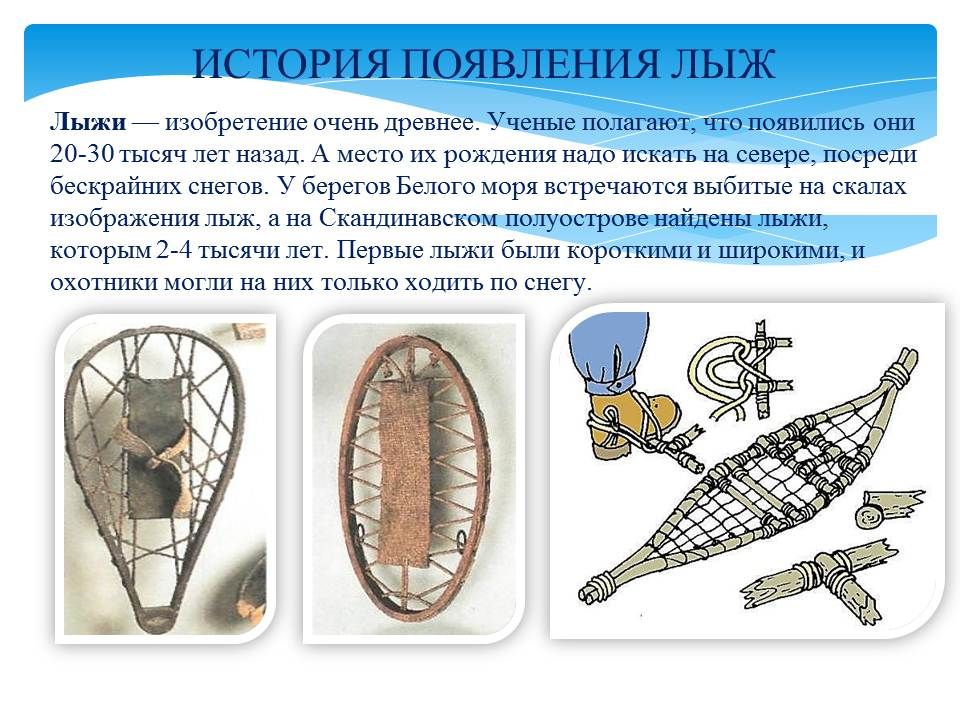 ИСТОРИЯ ПОЯВЛЕНИЯ ЛЫЖ
Лыжи — изобретение очень древнее. Ученые полагают, что появились они
20-30 тысяч лет назад. А место их рождения надо искать на севере, посреди
бескрайних снегов. У берегов Белого моря встречаются выбитые на скалах
изображения лыж, а на Скандинавском полуострове найдены лыжи,
которым 2-4 тысячи лет. Первые лыжи были короткими и широкими, и
охотники могли на них только ходить по снегу.